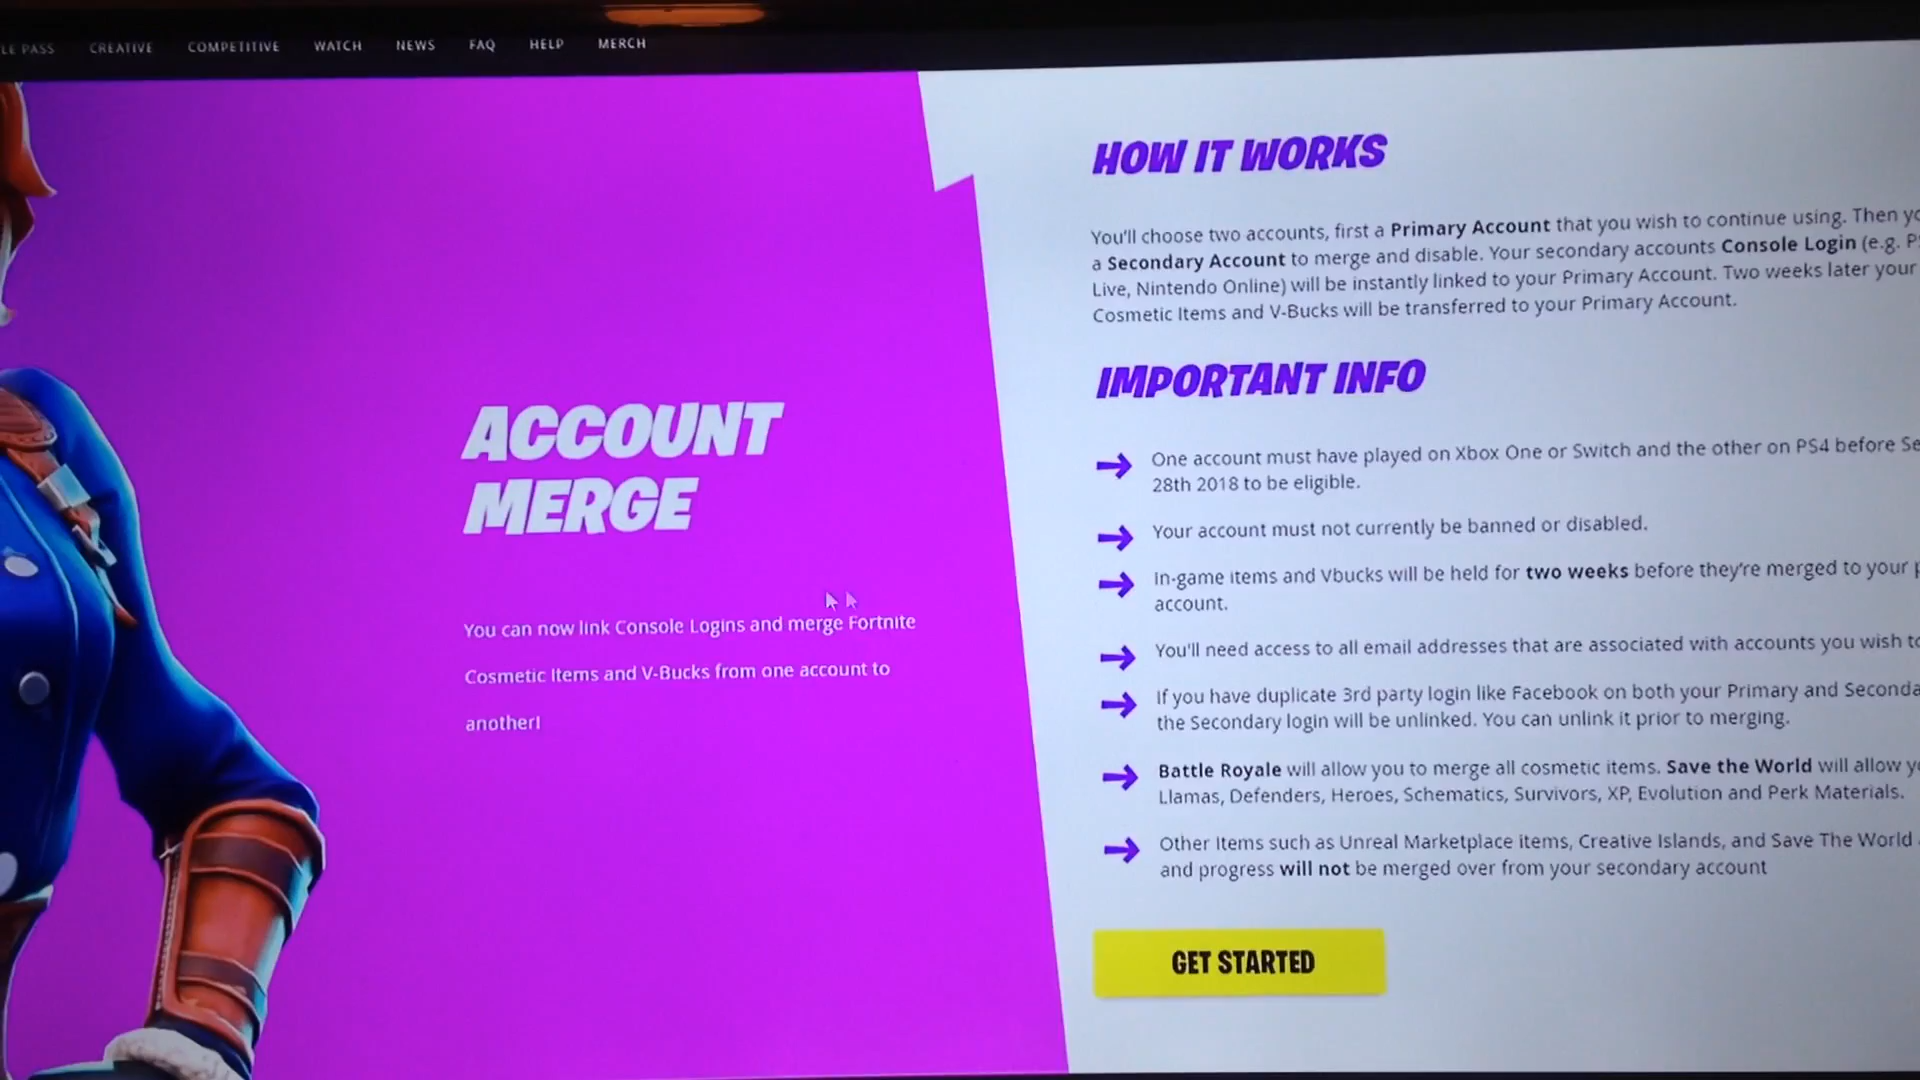 LE PASS CREATIVE COMPETITIVE WATCH NEWS FAQ HELP MERCH
ACCOUNT
MERGE
You can now link Console Logins and merge Fortnite
Cosmetic Items and V-Bucks from one account to
another!
HOW IT WORKS
You'll choose two accounts, first a Primary Account that you wish to continue using. Then
a Secondary Account to merge and disable. Your secondary accounts Console Login (e.g.
Live, Nintendo Online) will be instantly linked to your Primary Account. Two weeks later your
Cosmetic Items and V-Bucks will be transferred to your Primary Account.
IMPORTANT INFO
One account must have played on Xbox One or Switch and the other on PS4 before
28th 2018 to be eligible.
Your account must not currently be banned or disabled.
In-game items and Vbucks will be held for two weeks before they're merged to your
account.
You'll need access to all email addresses that are associated with accounts you wish
If you have duplicate 3rd party login like Facebook on both your Primary and
the Secondary login will be unlinked. You can unlink it prior to merging.
Battle Royale will allow you to merge all cosmetic items. Save the World will allow
Llamas, Defenders, Heroes, Schematics, Survivors, XP, Evolution and Perk Materials.
Other Items such as Unreal Marketplace items, Creative Islands, and Save The World
and progress will not be merged over from your secondary account
GET STARTED